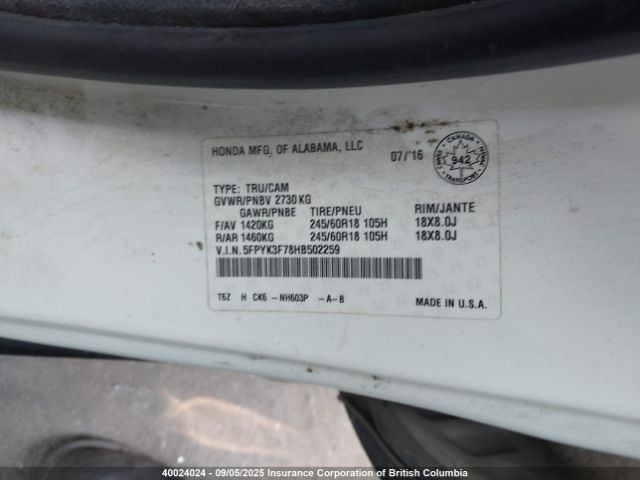 HONDA MFG. OF ALABAMA, LLC
07/'16
CANADA
942
TRANSPORT
TYPE: TRU/CAM
GVWR/PNBV 2730 KG
GAWR/PNBE TIRE/PNEU RIM/JANTE
F/AV 1420KG 245/60R18 105H 18X8.0J
R/AR 1460KG 245/60R18 105H 18X8.0J
V.I.N. 5FPYK3F78HB502259
T6Z H CK6 -NH603P -A-B
MADE IN U.S.A.
40024024 - 09/05/2025 Insurance Corporation of British Columbia